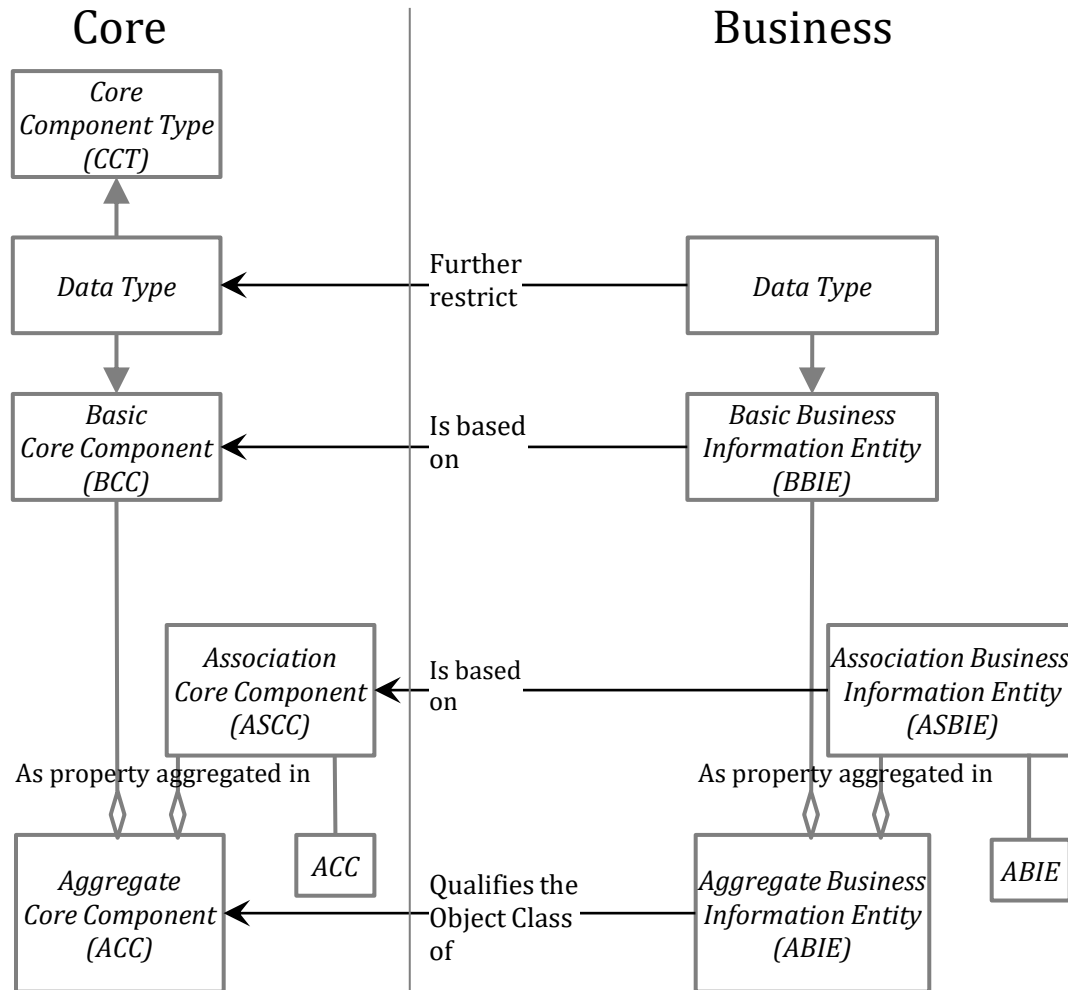 Core
Business
Core
Component Type
(CCT)
Data Type
Further
restrict
Data Type
Basic
Core Component
(BCC)
Is based
on
Basic Business
Information Entity
(BBIE)
Association
Core Component
(ASCC)
Is based
on
Association Business
Information Entity
(ASBIE)
As property aggregated in
As property aggregated in
ACC
ABIE
Aggregate
Core Component
(ACC)
Qualifies the
Object Class
of
Aggregate Business
Information Entity
(ABIE)